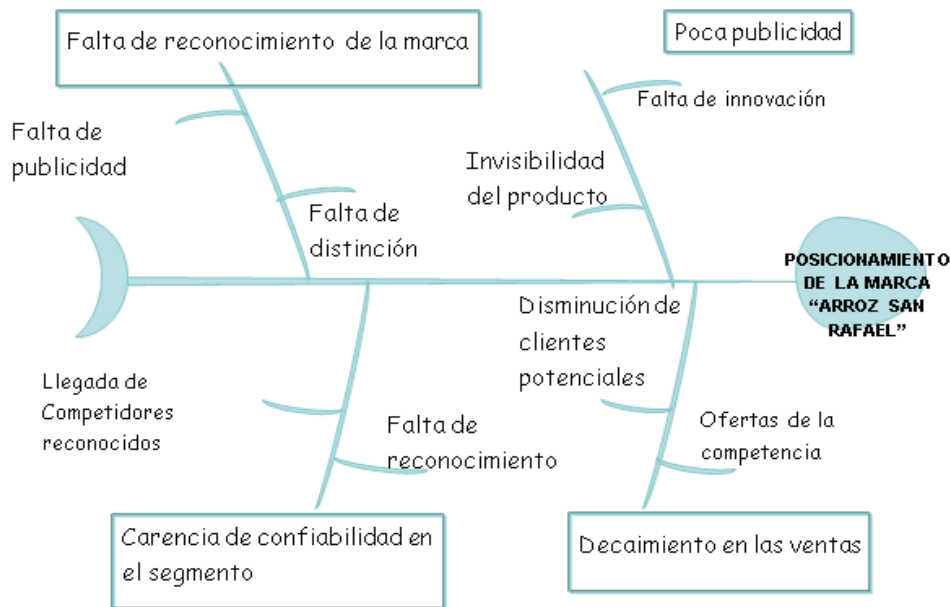 Falta de reconocimiento de la marca
Poca publicidad
Falta de innovación
Falta de
publicidad
Invisibilidad
del producto
Falta de
distinción
POSICIONAMIENTO
DE LA MARCA
“ARROZ SAN
RAFAEL”
Disminución de
clientes
potenciales
Llegada de
Competidores
reconocidos
Falta de
reconocimiento
Ofertas de la
competencia
Carencia de confiabilidad en
el segmento
Decaimiento en las ventas